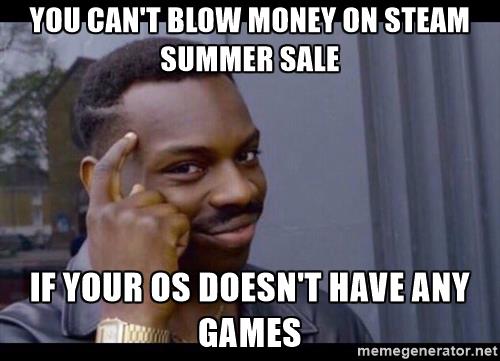 YOU CAN'T BLOW MONEY ON STEAM
SUMMER SALE
IF YOUR OS DOESN'T HAVE ANY
GAMES
memegenerator.net